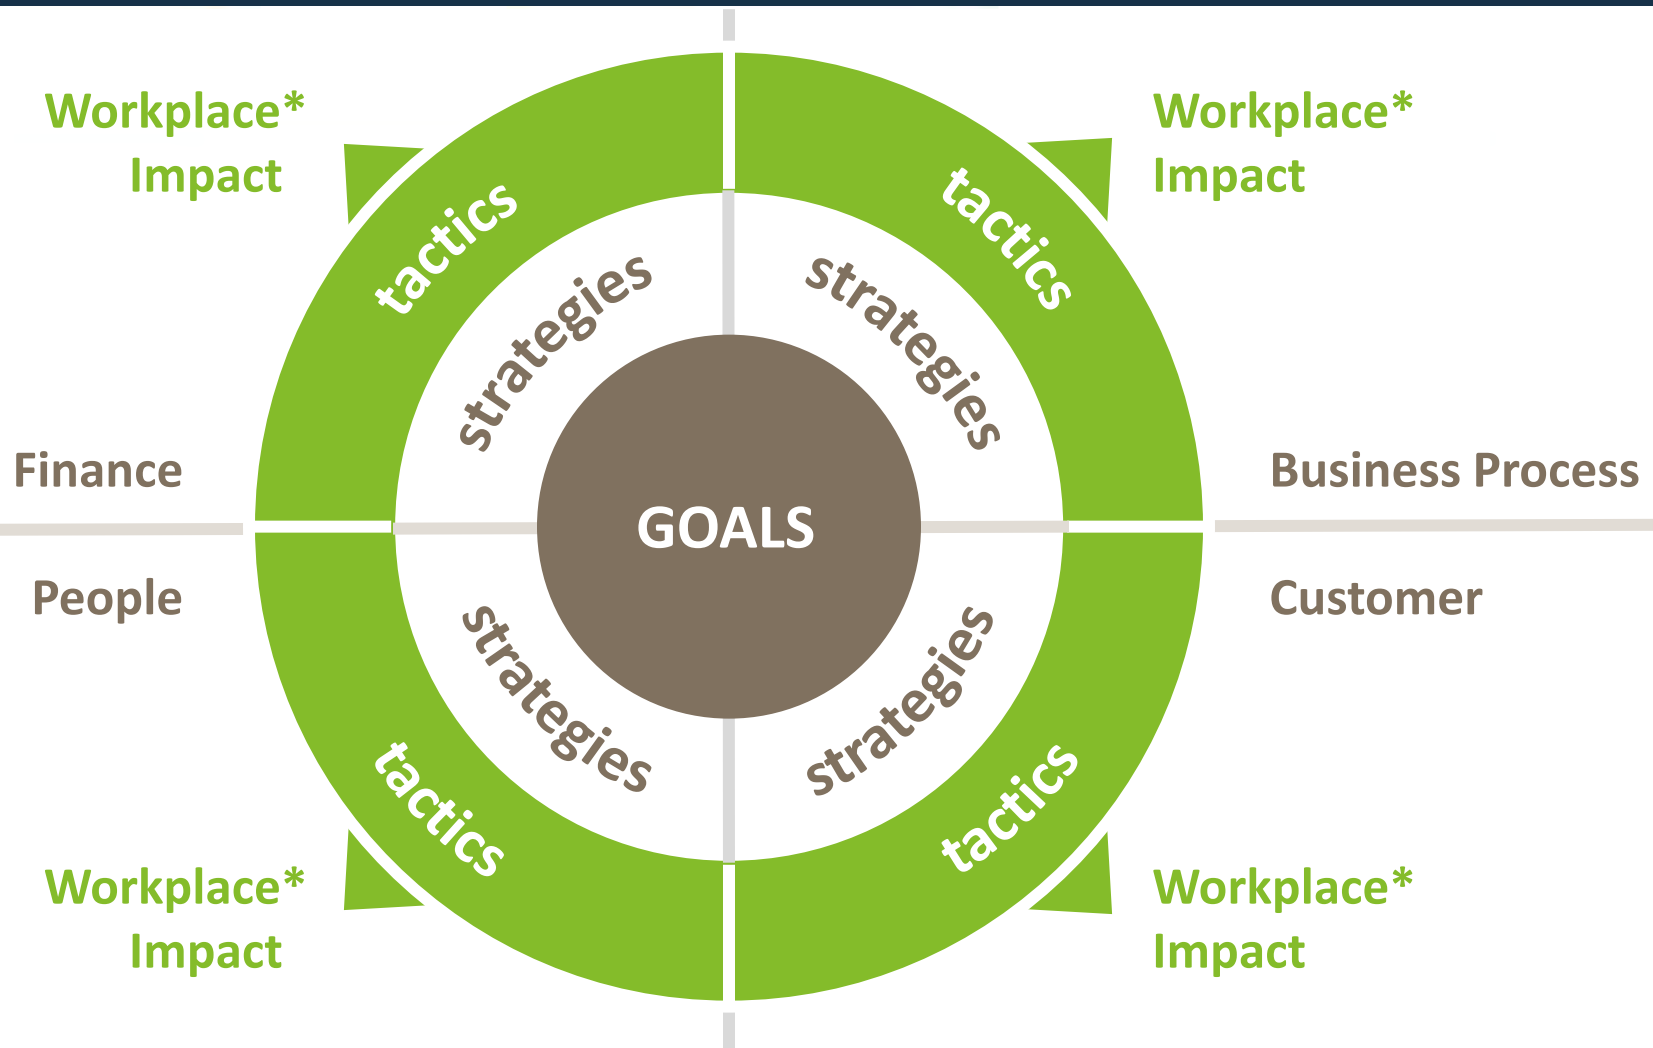 Workplace*
Impact
Workplace*
Impact
tactics
tactics
strategies
strategies
Finance
Business Process
GOALS
People
Customer
strategies
strategies
tactics
tactics
Workplace*
Impact
Workplace*
Impact